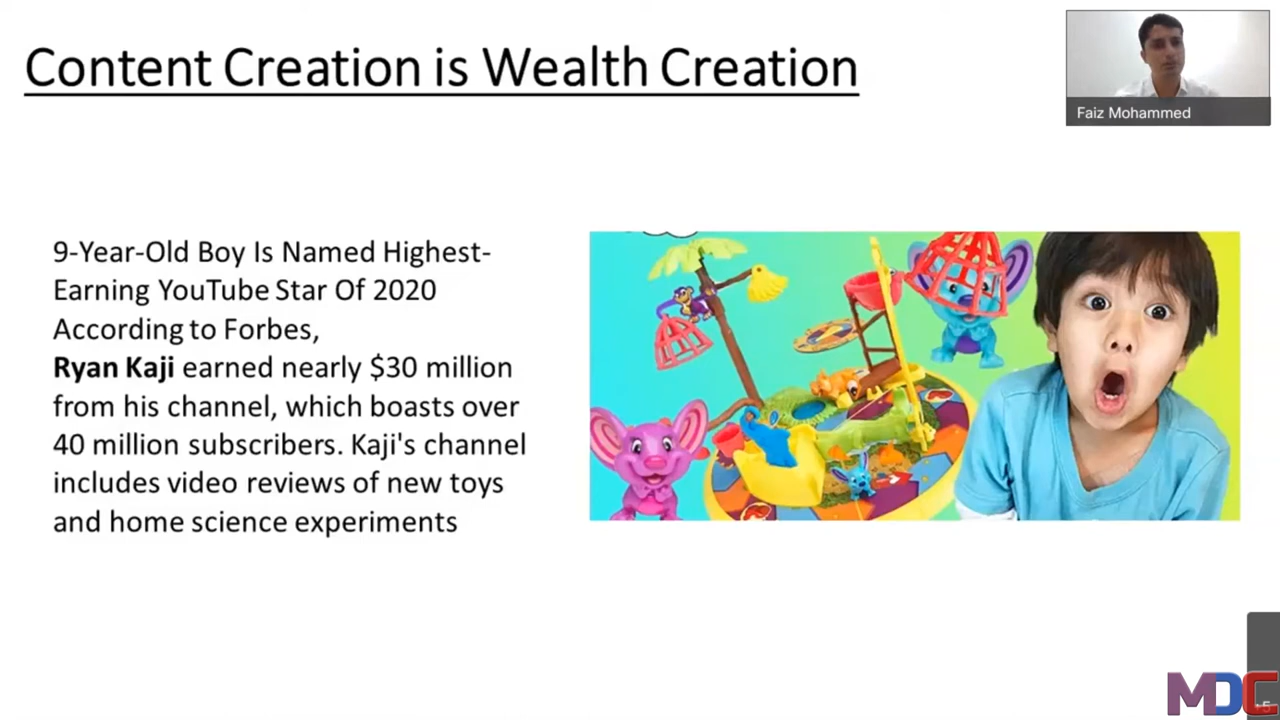 Content Creation is Wealth Creation
Faiz Mohammed
9-Year-Old Boy Is Named Highest-
Earning YouTube Star Of 2020
According to Forbes,
Ryan Kaji earned nearly $30 million
from his channel, which boasts over
40 million subscribers. Kaji's channel
includes video reviews of new toys
and home science experiments
MDC